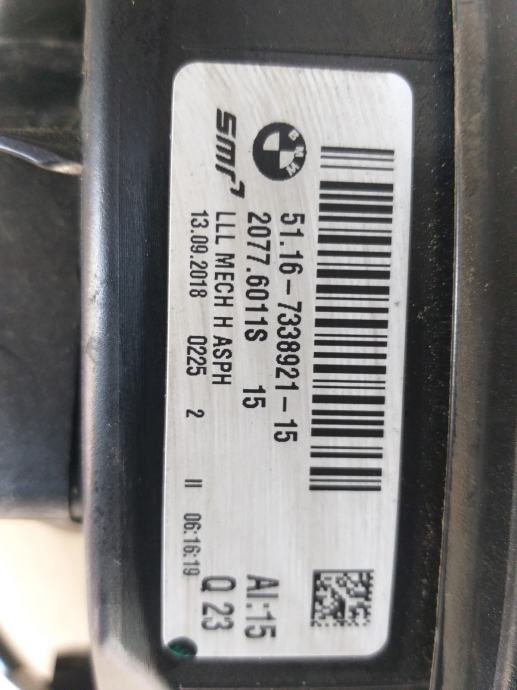 smr
BMW
51.16-7338921-15
2077.6011S 15
LLL MECH H ASPH
13.09.2018 0225 2 II 06:16:19
AI:15
Q 23